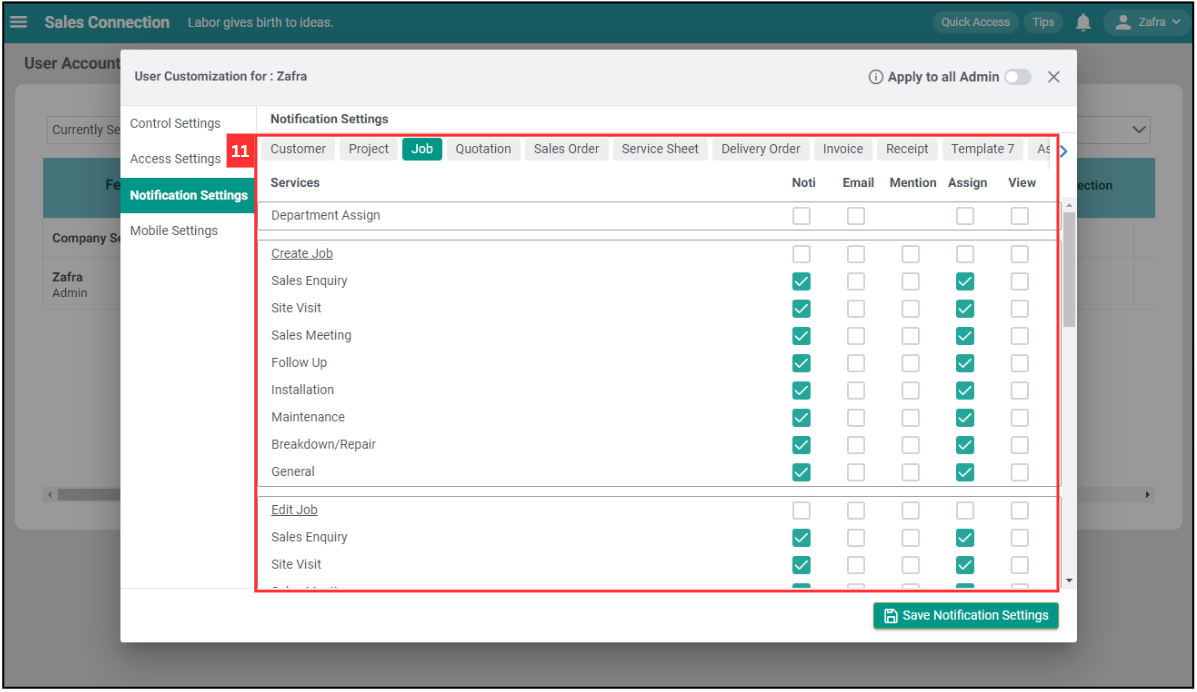 Sales Connection Labor gives birth to ideas. Quick Access Tips Zafra
User Account
User Customization for : Zafra Apply to all Admin
Currently Se
Fe
ection
Company Se
Zafra
Admin
Control Settings
Access Settings
Notification Settings
Mobile Settings
11
Notification Settings
Customer Project Job Quotation Sales Order Service Sheet Delivery Order Invoice Receipt Template 7 As
Services Noti Email Mention Assign View
Department Assign
Create Job
Sales Enquiry
Site Visit
Sales Meeting
Follow Up
Installation
Maintenance
Breakdown/Repair
General
Edit Job
Sales Enquiry
Site Visit
Save Notification Settings